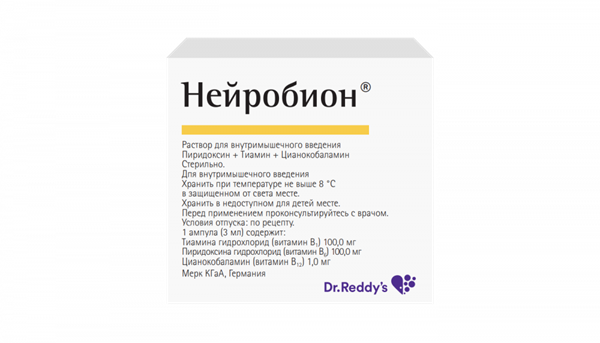 Нейробион®
Раствор для внутримышечного введения
Пиридоксин + Тиамин + Цианокобаламин
Стерильно.
Для внутримышечного введения
Хранить при температуре не выше 8 °C
в защищенном от света месте.
Хранить в недоступном для детей месте.
Перед применением проконсультируйтесь с врачом.
Условия отпуска: по рецепту.
1 ампула (3 мл) содержит:
Тиамина гидрохлорид (витамин B₁) 100,0 мг
Пиридоксина гидрохлорид (витамин B₆) 100,0 мг
Цианокобаламин (витамин B₁₂) 1,0 мг
Мерк КГаА, Германия
Dr.Reddy's